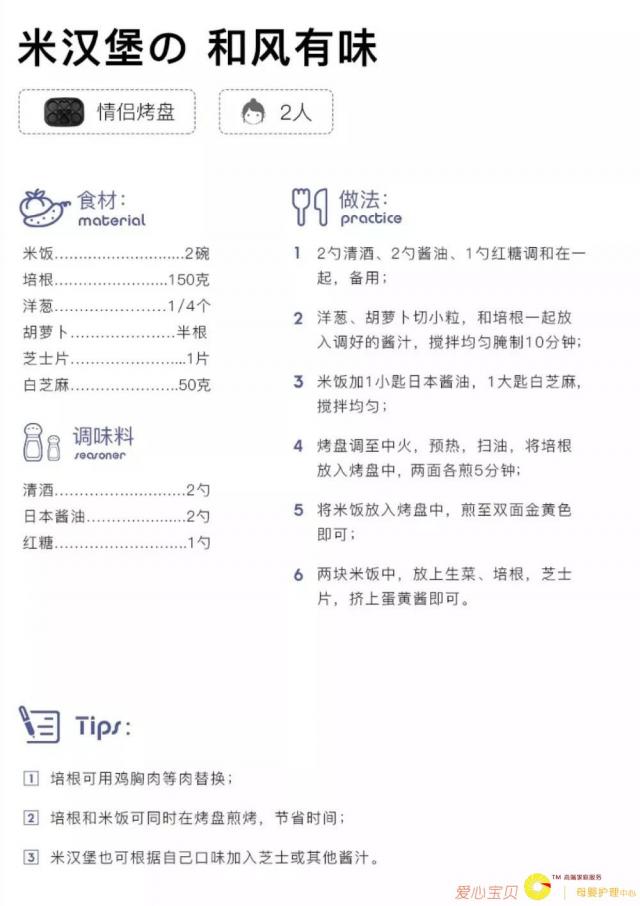 米汉堡の 和风有味
情侣烤盘
2人
食材:
material
米饭............................2碗
培根.........................150克
洋葱.........................1/4个
胡萝卜.......................半根
芝士片..........................1片
白芝麻.......................50克
调味料
seasoner
清酒.............................2勺
日本酱油......................2勺
红糖.............................1勺
做法:
practice
1 2勺清酒、2勺酱油、1勺红糖调和在一
起，备用；
2 洋葱、胡萝卜切小粒，和培根一起放
入调好的酱汁，搅拌均匀腌制10分钟；
3 米饭加1小匙日本酱油，1大匙白芝麻，
搅拌均匀；
4 烤盘调至中火，预热，扫油，将培根
放入烤盘中，两面各煎5分钟；
5 将米饭放入烤盘中，煎至双面金黄色
即可；
6 两块米饭中，放上生菜、培根，芝士
片，挤上蛋黄酱即可。
Tips:
1 培根可用鸡胸肉等肉替换；
2 培根和米饭可同时在烤盘煎烤，节省时间；
3 米汉堡也可根据自己口味加入芝士或其他酱汁。
TM 高端家庭服务
爱心宝贝 | 母婴护理中心